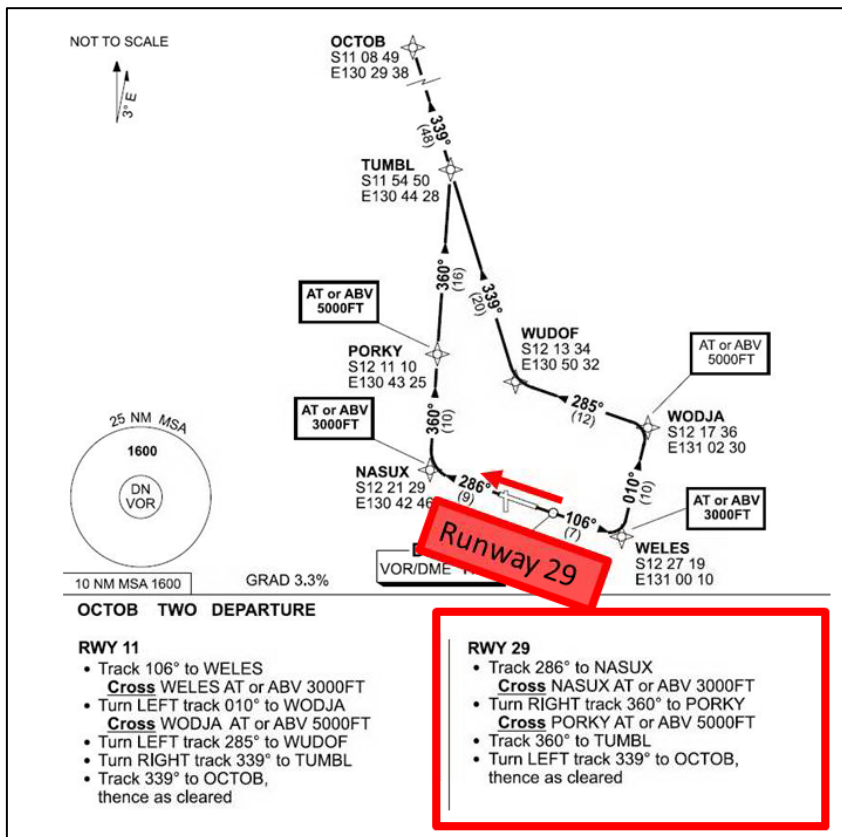 NOT TO SCALE
3° E
OCTOB
S11 08 49
E130 29 38
339°
(48)
TUMBL
S11 54 50
E130 44 28
360°
(16)
339°
(20)
AT or ABV
5000FT
PORKY
S12 11 10
E130 43 25
WUDOF
S12 13 34
E130 50 32
AT or ABV
5000FT
285°
(12)
WODJA
S12 17 36
E131 02 30
AT or ABV
3000FT
360°
(10)
25 NM MSA
1600
DN
VOR
NASUX
S12 21 29
E130 42 46
286°
(9)
010°
(10)
AT or ABV
3000FT
106°
(7)
WELES
S12 27 19
E131 00 10
Runway 29
VOR/DME
10 NM MSA 1600
GRAD 3.3%
OCTOB TWO DEPARTURE
RWY 11
• Track 106° to WELES
Cross WELES AT or ABV 3000FT
• Turn LEFT track 010° to WODJA
Cross WODJA AT or ABV 5000FT
• Turn LEFT track 285° to WUDOF
• Turn RIGHT track 339° to TUMBL
• Track 339° to OCTOB,
thence as cleared
RWY 29
• Track 286° to NASUX
Cross NASUX AT or ABV 3000FT
• Turn RIGHT track 360° to PORKY
Cross PORKY AT or ABV 5000FT
• Track 360° to TUMBL
• Turn LEFT track 339° to OCTOB,
thence as cleared